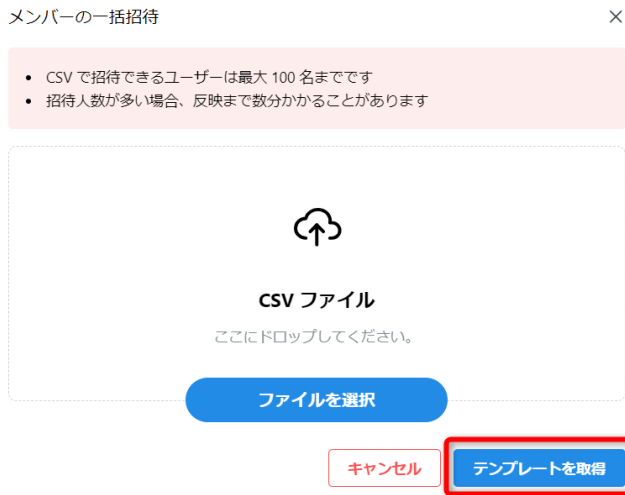 メンバーの一括招待
• CSV で招待できるユーザーは最大 100 名までです
• 招待人数が多い場合、反映まで数分かかることがあります
CSV ファイル
ここにドロップしてください。
ファイルを選択
キャンセル
テンプレートを取得